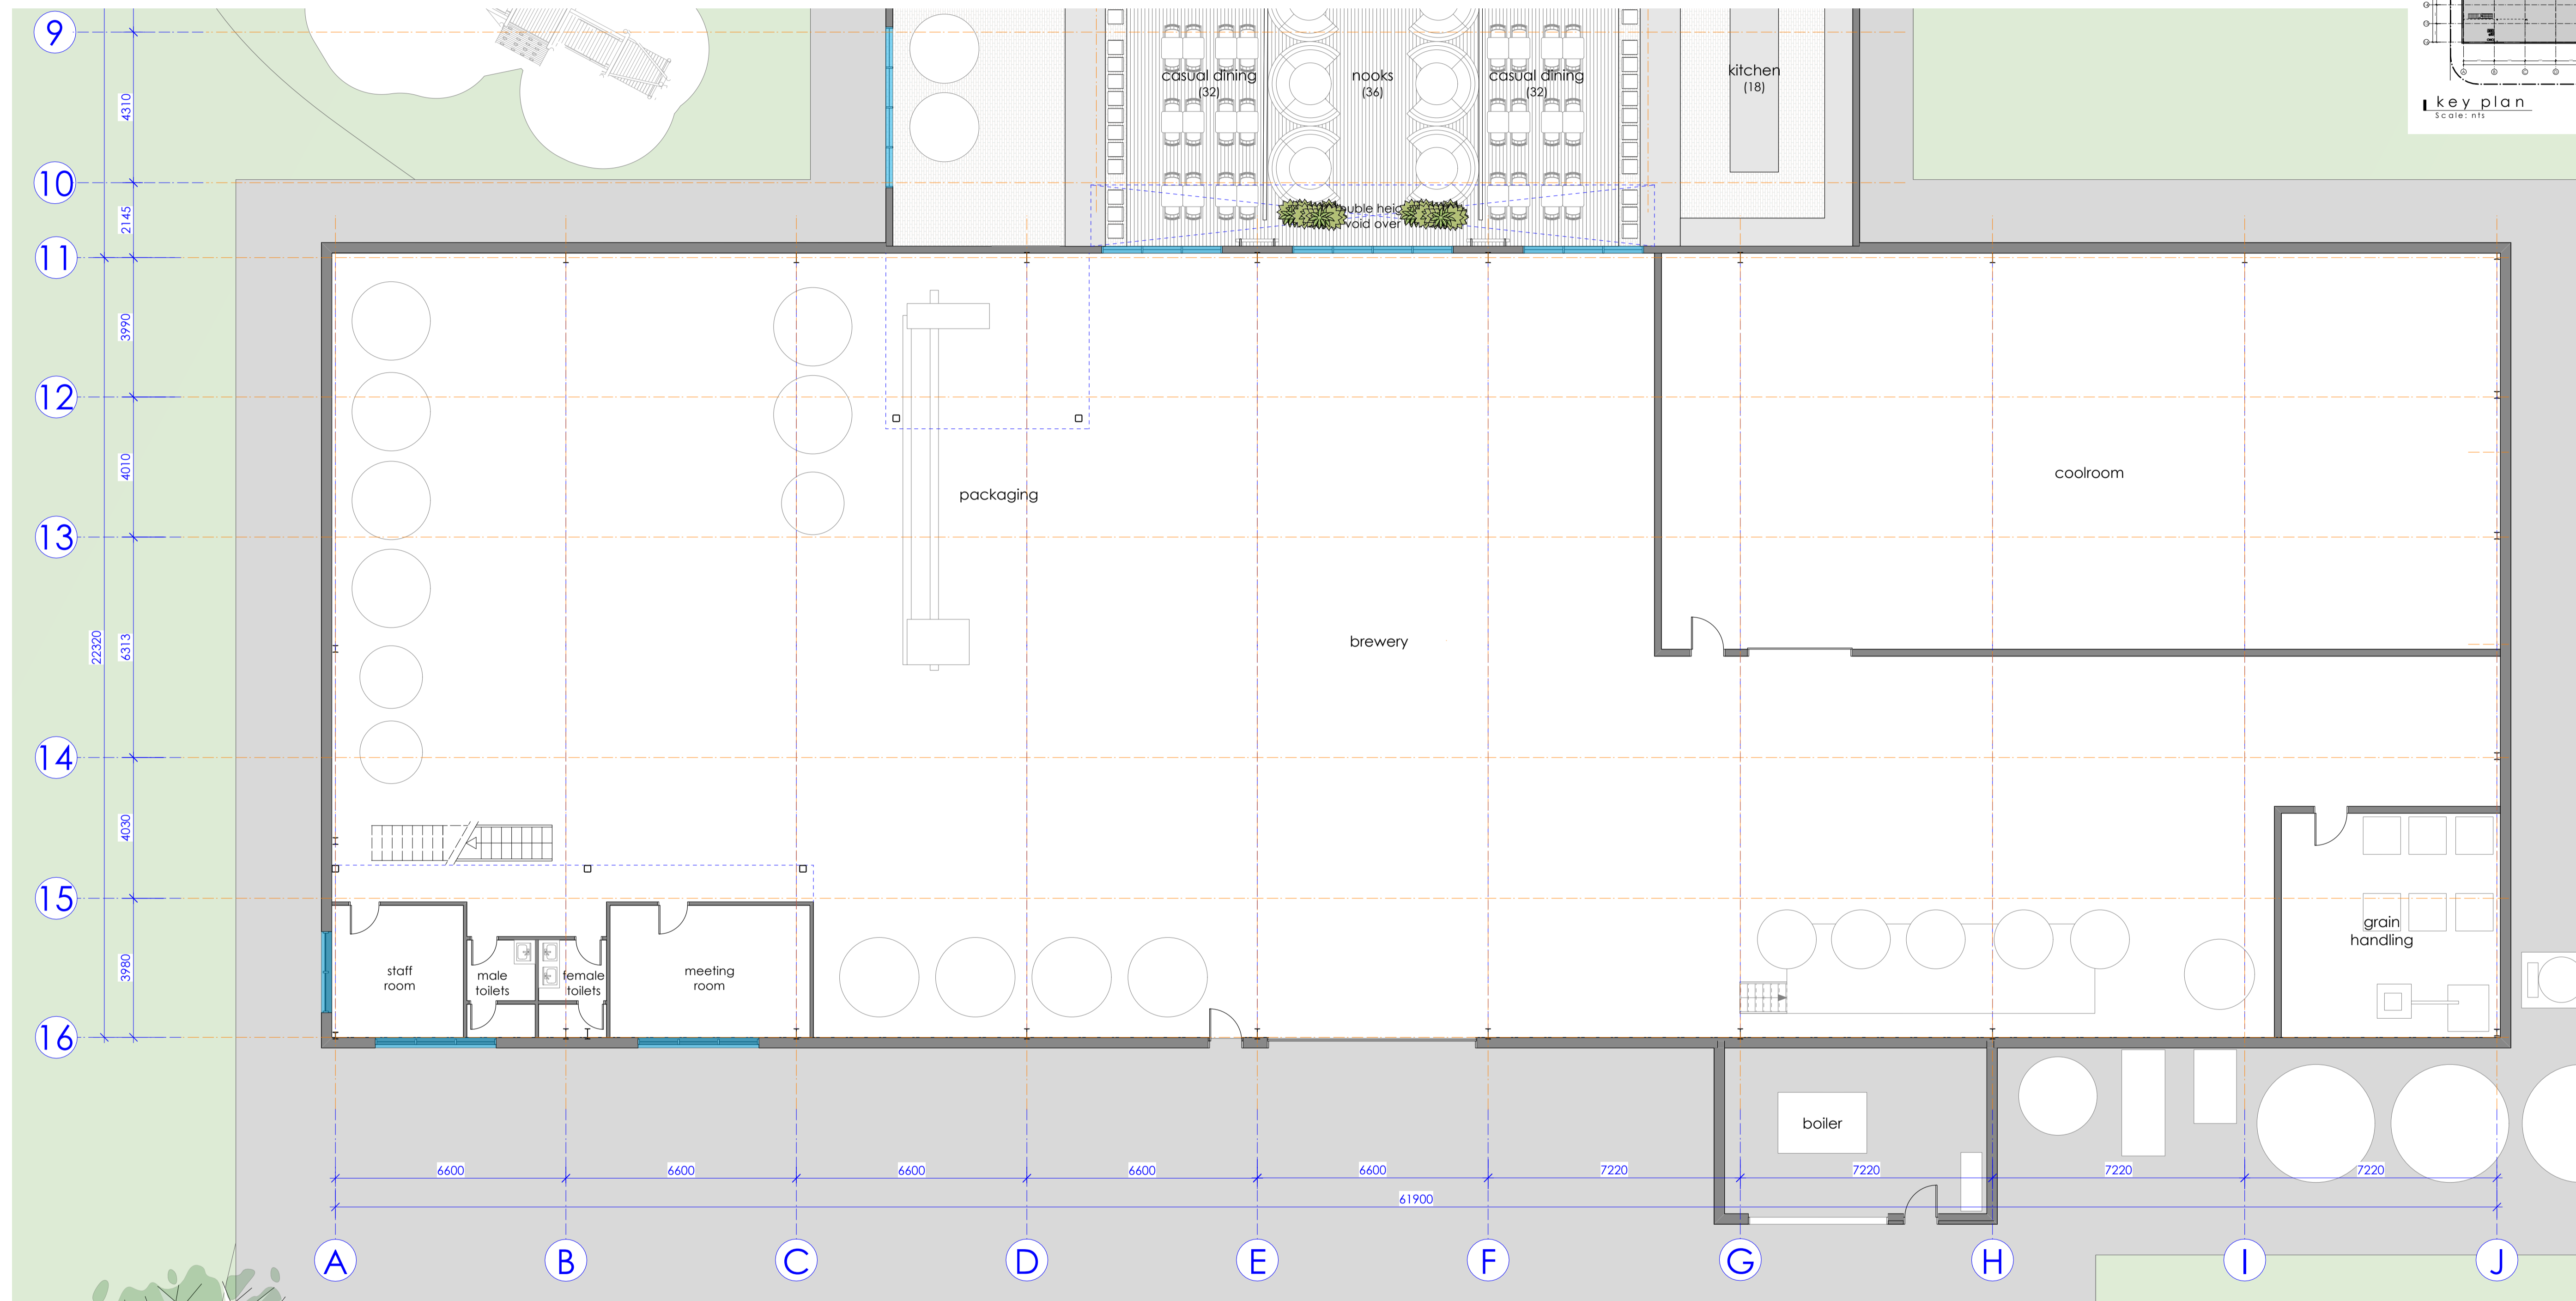 9
casual dining
(32)
nooks
(36)
casual dining
(32)
kitchen
(18)
key plan
Scale: nts
4310
10
2145
void over
11
3990
12
4010
packaging
coolroom
13
22320
6313
brewery
14
4030
15
grain
handling
3980
staff
room
male
toilets
female
toilets
meeting
room
16
boiler
6600
6600
6600
6600
6600
7220
7220
7220
7220
61900
A
B
C
D
E
F
G
H
I
J